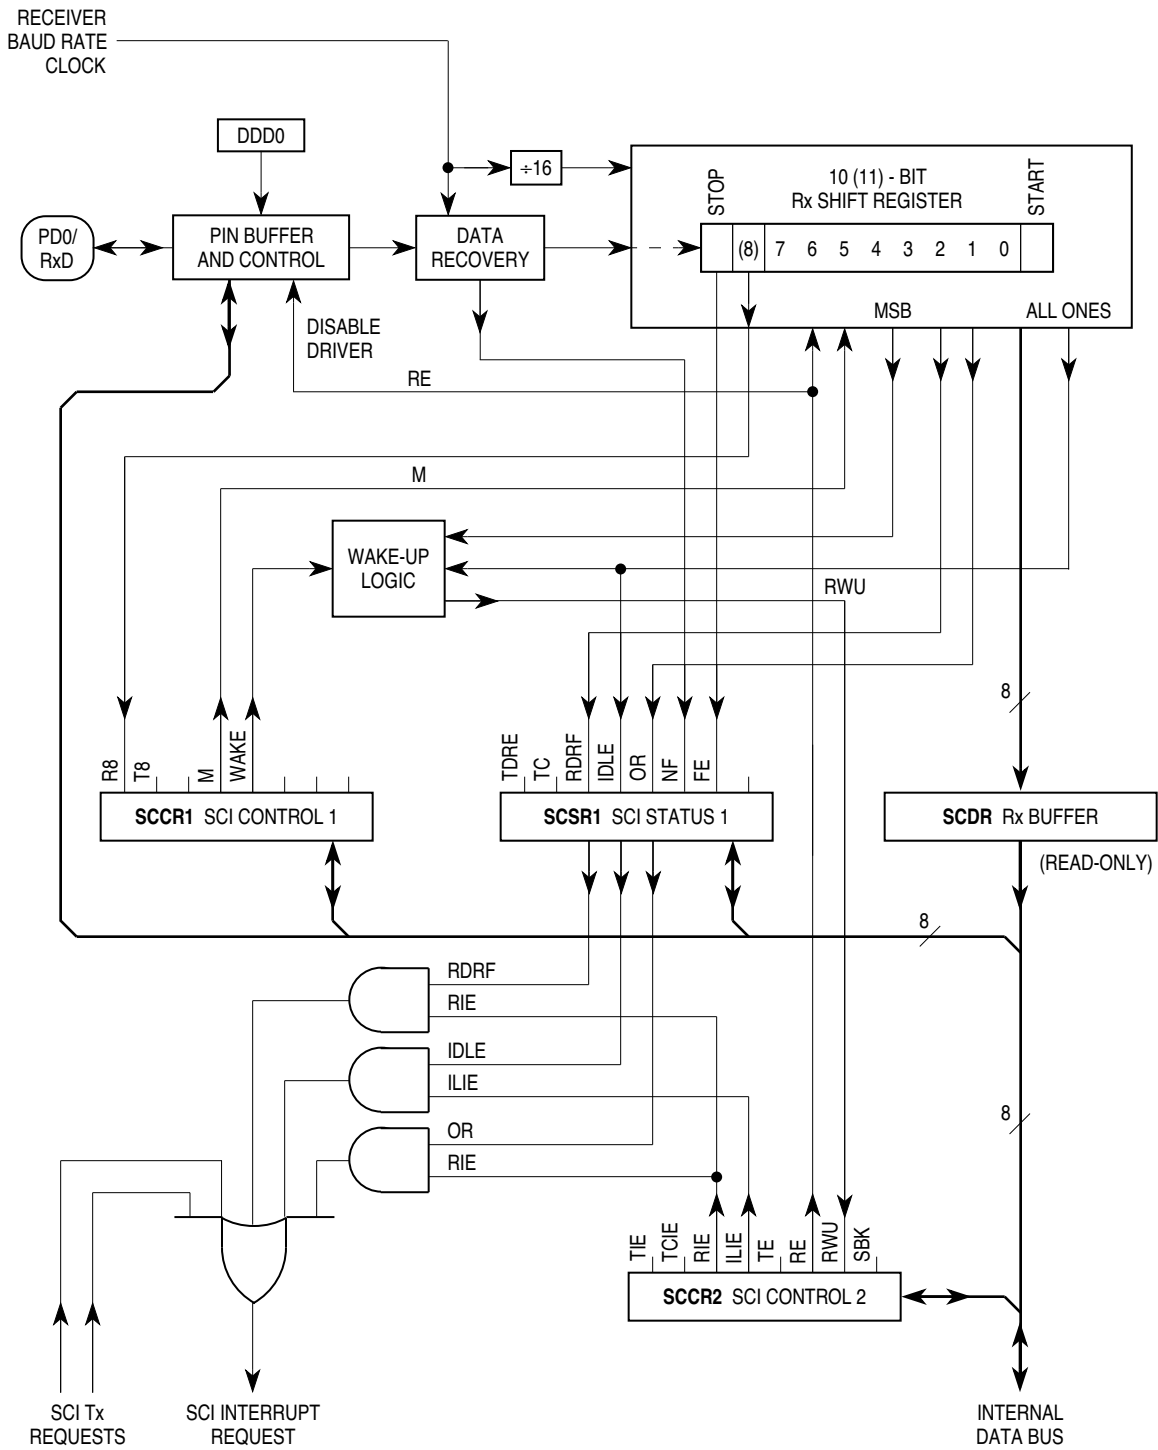 RECEIVER
BAUD RATE
CLOCK
DDD0
÷16
10 (11) - BIT
Rx SHIFT REGISTER
STOP
START
PD0/
RxD
PIN BUFFER
AND CONTROL
DATA
RECOVERY
(8) 7 6 5 4 3 2 1 0
DISABLE
DRIVER
MSB
ALL ONES
RE
M
WAKE-UP
LOGIC
RWU
8
R8
T8
M
WAKE
TDRE
TC
RDRF
IDLE
OR
NF
FE
SCCR1 SCI CONTROL 1
SCSR1 SCI STATUS 1
SCDR Rx BUFFER
(READ-ONLY)
8
RDRF
RIE
IDLE
ILIE
OR
RIE
8
TIE
TCIE
RIE
ILIE
TE
RE
RWU
SBK
SCCR2 SCI CONTROL 2
SCI Tx
REQUESTS
SCI INTERRUPT
REQUEST
INTERNAL
DATA BUS